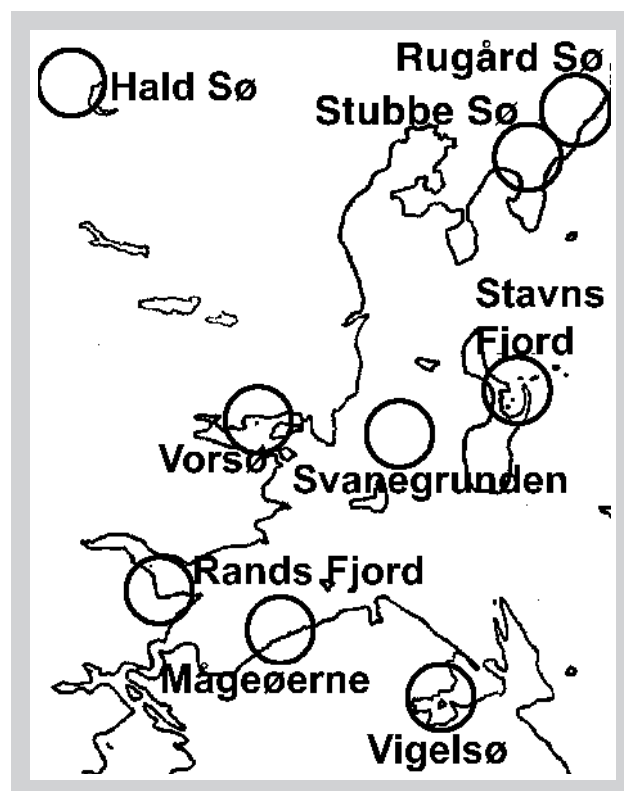 Rugård Sø
Hald Sø
Stubbe Sø
Stavns
Fjord
Vorsø
Svanegrunden
Rands Fjord
Mågeøerne
Vigelsø